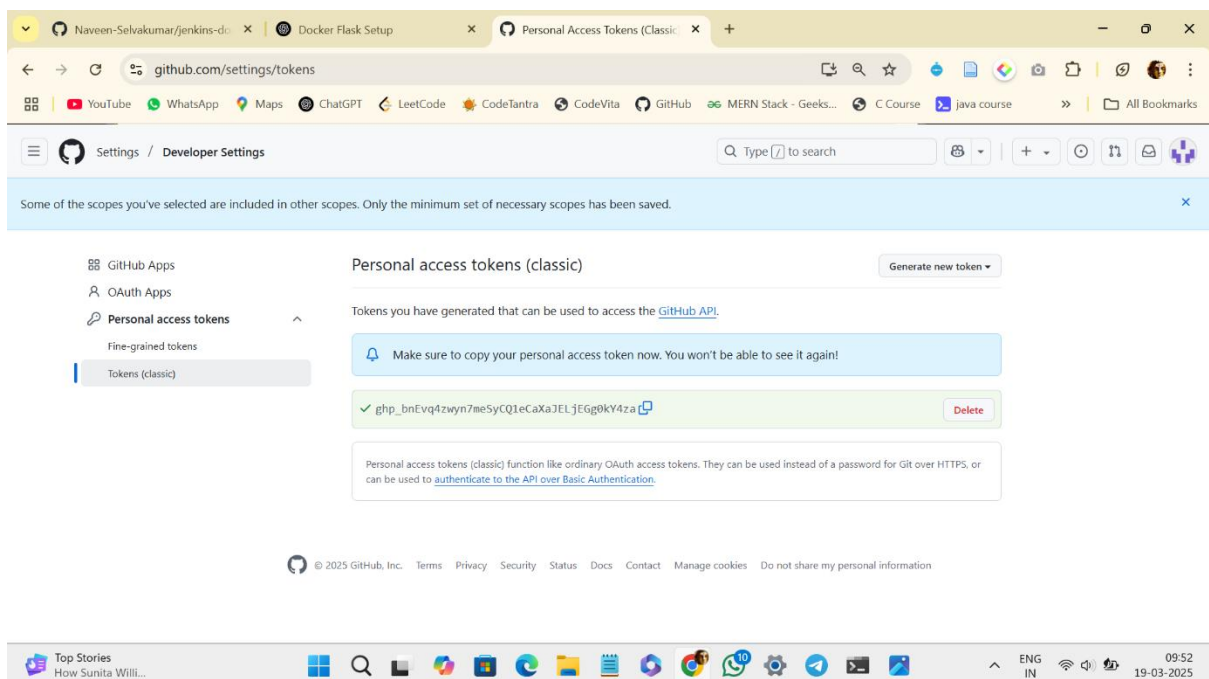 Naveen-Selvakumar/jenkins-do
Docker Flask Setup
Personal Access Tokens (Classic
github.com/settings/tokens
YouTube WhatsApp Maps ChatGPT LeetCode CodeTantra CodeVita GitHub MERN Stack - Geeks... C Course java course » All Bookmarks
Settings / Developer Settings
Type / to search
Some of the scopes you've selected are included in other scopes. Only the minimum set of necessary scopes has been saved.
GitHub Apps
OAuth Apps
Personal access tokens
Fine-grained tokens
Tokens (classic)
Personal access tokens (classic)
Generate new token
Tokens you have generated that can be used to access the GitHub API.
Make sure to copy your personal access token now. You won't be able to see it again!
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
Delete
Personal access tokens (classic) function like ordinary OAuth access tokens. They can be used instead of a password for Git over HTTPS, or
can be used to authenticate to the API over Basic Authentication.
© 2025 GitHub, Inc. Terms Privacy Security Status Docs Contact Manage cookies Do not share my personal information
Top Stories
How Sunita Willi...
10
ENG
IN
09:52
19-03-2025